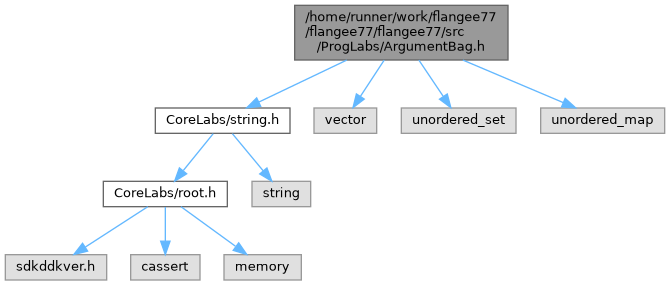 /home/runner/work/flangee77
/flangee77/flangee77/src
/ProgLabs/ArgumentBag.h
CoreLabs/string.h
vector
unordered_set
unordered_map
CoreLabs/root.h
string
sdkddkver.h
cassert
memory